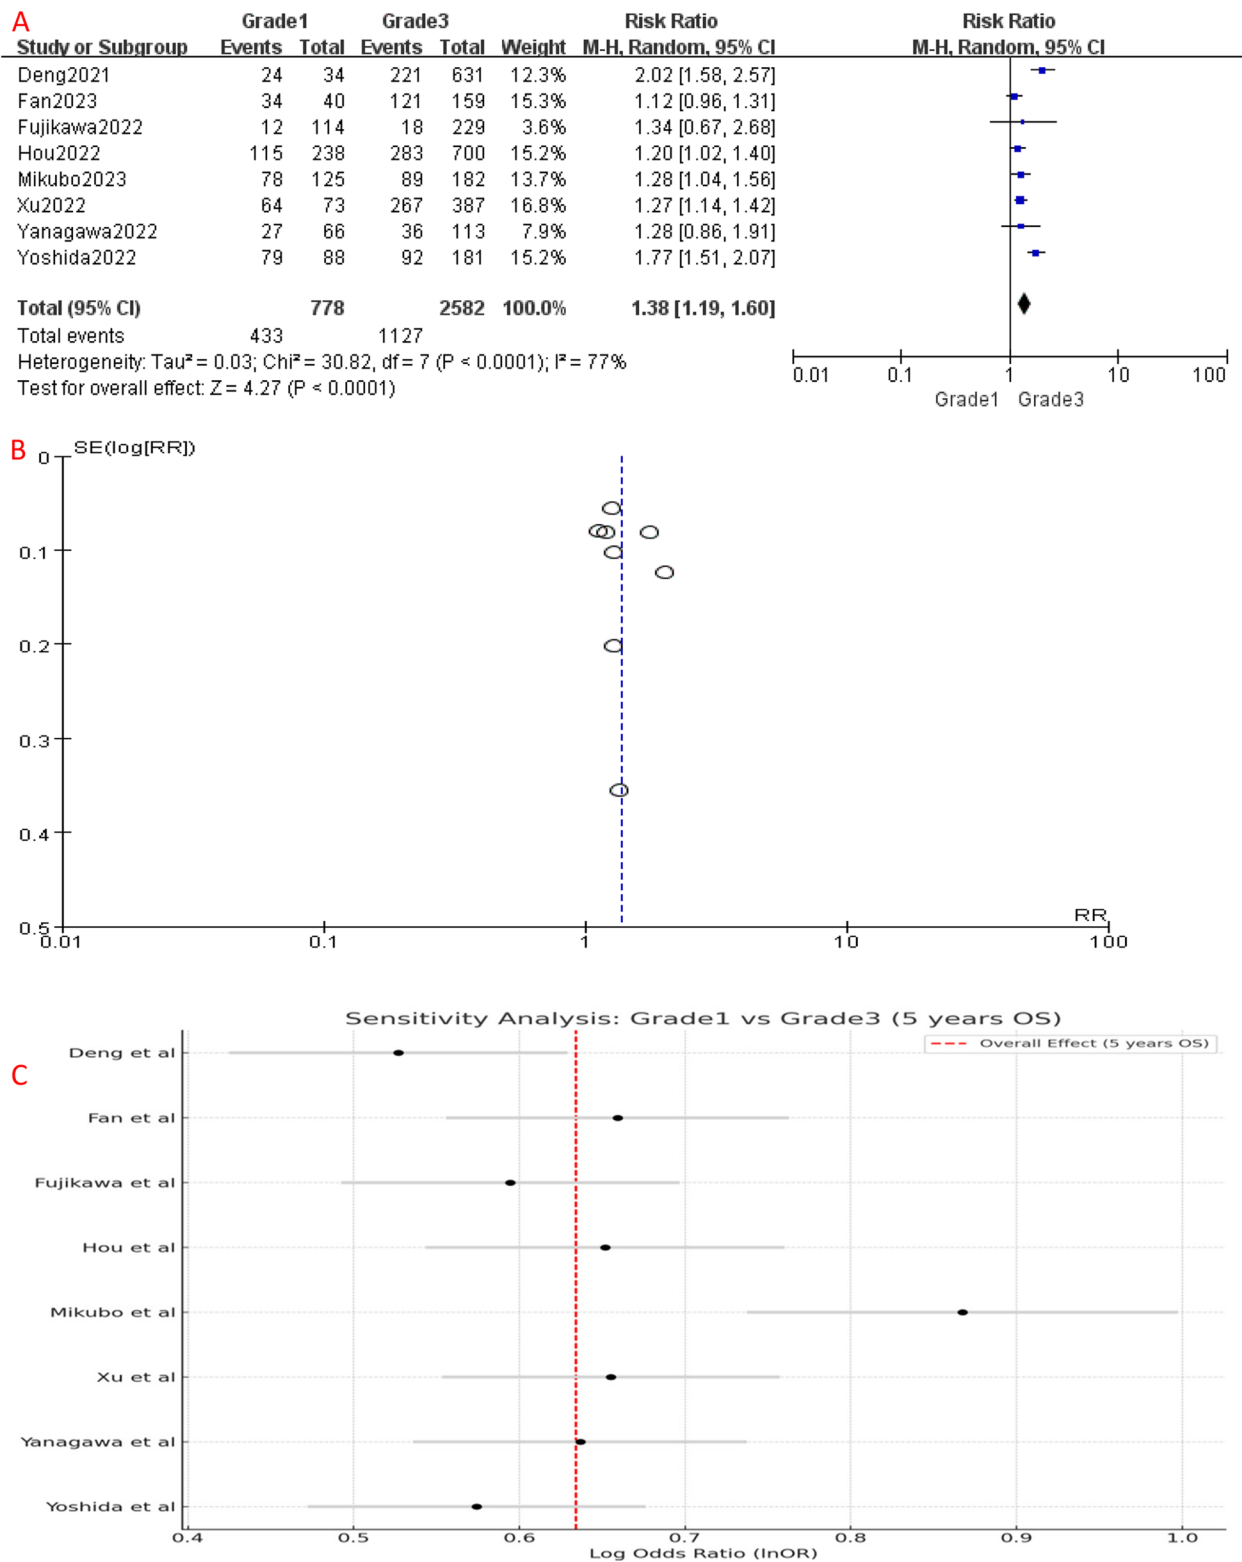 A
Grade1 Grade3 Risk Ratio Risk Ratio
Study or Subgroup Events Total Events Total Weight M-H, Random, 95% CI M-H, Random, 95% CI
Deng2021 24 34 221 631 12.3% 2.02 [1.58, 2.57]
Fan2023 34 40 121 159 15.3% 1.12 [0.96, 1.31]
Fujikawa2022 12 114 18 229 3.6% 1.34 [0.67, 2.68]
Hou2022 115 238 283 700 15.2% 1.20 [1.02, 1.40]
Mikubo2023 78 125 89 182 13.7% 1.28 [1.04, 1.56]
Xu2022 64 73 267 387 16.8% 1.27 [1.14, 1.42]
Yanagawa2022 27 66 36 113 7.9% 1.28 [0.86, 1.91]
Yoshida2022 79 88 92 181 15.2% 1.77 [1.51, 2.07]
Total (95% CI) 778 2582 100.0% 1.38 [1.19, 1.60]
Total events 433 1127
Heterogeneity: Tau² = 0.03; Chi² = 30.82, df = 7 (P < 0.0001); I² = 77%
Test for overall effect: Z = 4.27 (P < 0.0001)
0.01 0.1 1 10 100
Grade1 Grade3
B
SE(log[RR])
0
0.1
0.2
0.3
0.4
0.5
RR
0.01 0.1 1 10 100
Sensitivity Analysis: Grade1 vs Grade3 (5 years OS)
Overall Effect (5 years OS)
C
Deng et al
Fan et al
Fujikawa et al
Hou et al
Mikubo et al
Xu et al
Yanagawa et al
Yoshida et al
0.4 0.5 0.6 0.7 0.8 0.9 1.0
Log Odds Ratio (lnOR)